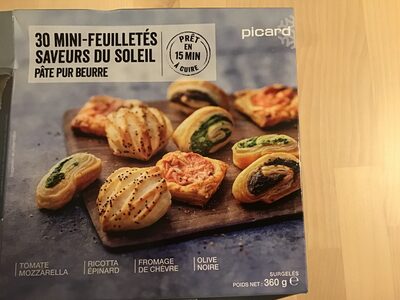 30 MINI-FEUILLETÉS
SAVEURS DU SOLEIL
PÂTE PUR BEURRE
PRÊT
EN
15 MIN
À CUIRE
picard
TOMATE
MOZZARELLA
RICOTTA
ÉPINARD
FROMAGE
DE CHÈVRE
OLIVE
NOIRE
SURGELÉS
POIDS NET : 360 g e